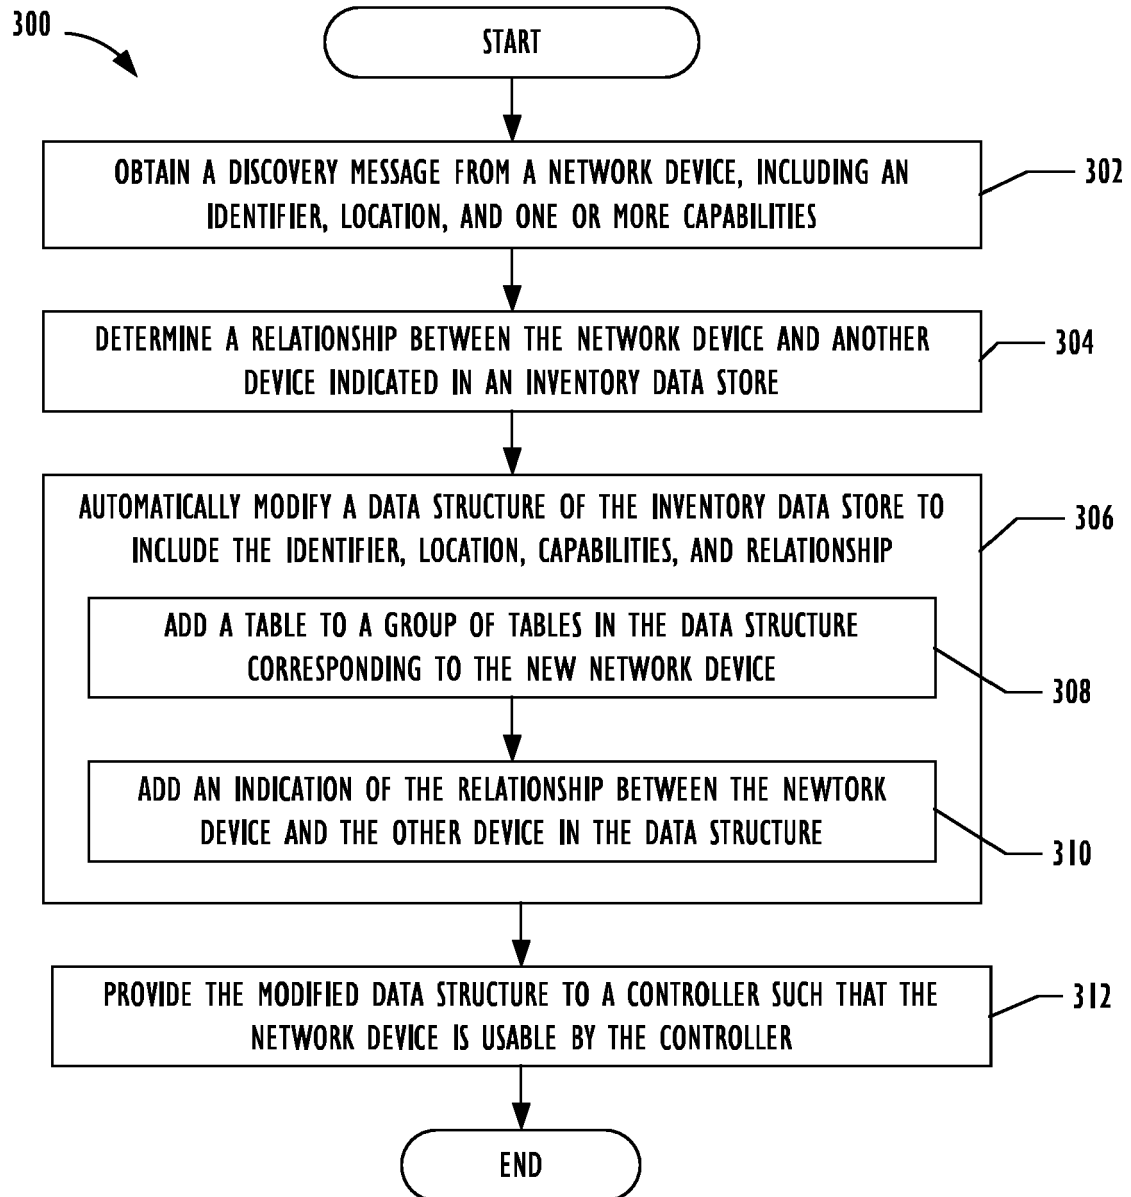 300
START
OBTAIN A DISCOVERY MESSAGE FROM A NETWORK DEVICE, INCLUDING AN
IDENTIFIER, LOCATION, AND ONE OR MORE CAPABILITIES
302
DETERMINE A RELATIONSHIP BETWEEN THE NETWORK DEVICE AND ANOTHER
DEVICE INDICATED IN AN INVENTORY DATA STORE
304
AUTOMATICALLY MODIFY A DATA STRUCTURE OF THE INVENTORY DATA STORE TO
INCLUDE THE IDENTIFIER, LOCATION, CAPABILITIES, AND RELATIONSHIP
306
ADD A TABLE TO A GROUP OF TABLES IN THE DATA STRUCTURE
CORRESPONDING TO THE NEW NETWORK DEVICE
308
ADD AN INDICATION OF THE RELATIONSHIP BETWEEN THE NEWTORK
DEVICE AND THE OTHER DEVICE IN THE DATA STRUCTURE
310
PROVIDE THE MODIFIED DATA STRUCTURE TO A CONTROLLER SUCH THAT THE
NETWORK DEVICE IS USABLE BY THE CONTROLLER
312
END